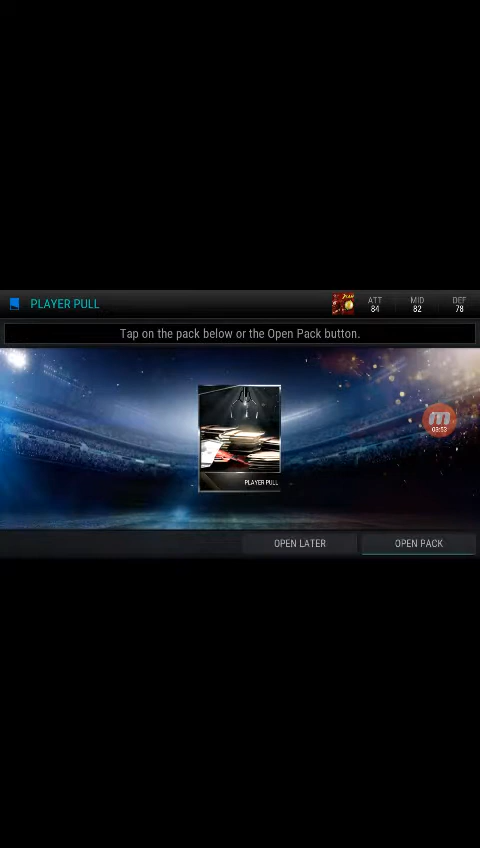 PLAYER PULL
ATT
84
MID
82
DEF
78
Tap on the pack below or the Open Pack button.
03:53
PLAYER PULL
OPEN LATER
OPEN PACK